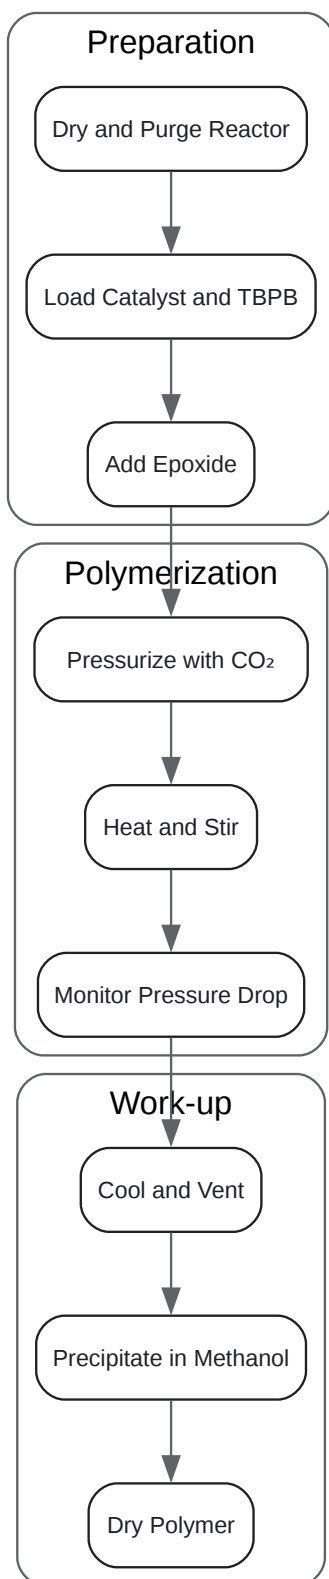 Preparation
Dry and Purge Reactor
Load Catalyst and TBPB
Add Epoxide
Polymerization
Pressurize with CO₂
Heat and Stir
Monitor Pressure Drop
Work-up
Cool and Vent
Precipitate in Methanol
Dry Polymer